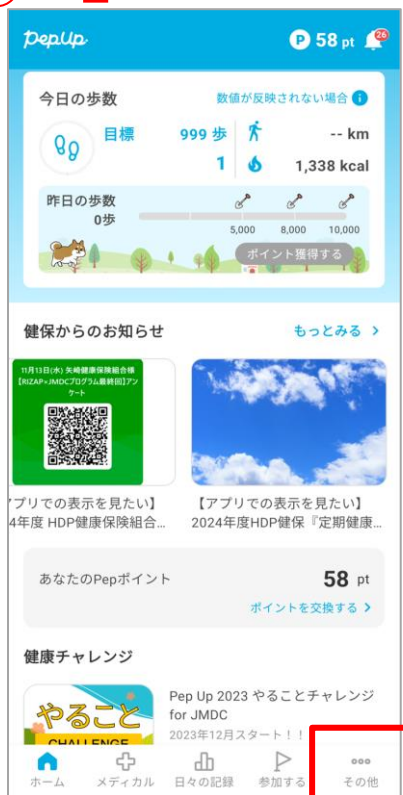 PepUp
P 58 pt 26
今日の歩数 数値が反映されない場合 i
目標 999 歩 -- km
1 1,338 kcal
昨日の歩数
0歩
5,000 8,000 10,000
ポイント獲得する
健保からのお知らせ もっとみる >
11月13日(水) 矢崎健康保険組合様
【RIZAP×JMDCプログラム最終回】アン
ケート
アプリでの表示を見たい】 【アプリでの表示を見たい】
4年度 HDP健康保険組合... 2024年度HDP健保『定期健康...
あなたのPepポイント 58 pt
ポイントを交換する >
健康チャレンジ
やること
CHALLENGE
Pep Up 2023 やることチャレンジ
for JMDC
2023年12月スタート！！
ホーム メディカル 日々の記録 参加する その他